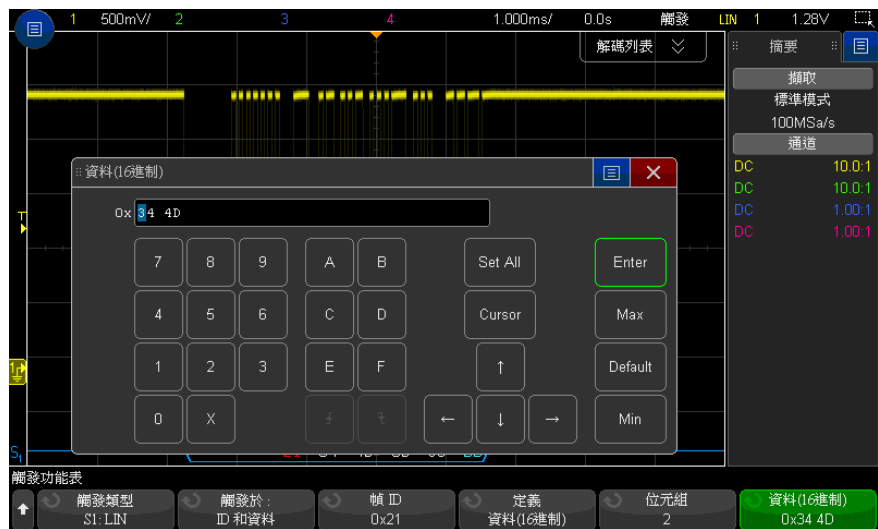 1 500mV/ 2 3 4 1.000ms/ 0.0s 觸發 LIN 1 1.28V
解碼列表
摘要
擷取
標準模式
100MSa/s
通道
DC 10.0:1
DC 10.0:1
DC 1.00:1
DC 1.00:1
資料(16進制)
0x 34 4D
7 8 9 A B Set All Enter
4 5 6 C D Cursor Max
1 2 3 E F ↑ Default
0 X ← ↓ → Min
T
1
S1
觸發功能表
觸發類型
S1: LIN
觸發於 :
ID 和資料
幀 ID
0x21
定義
資料(16進制)
位元組
2
資料(16進制)
0x34 4D